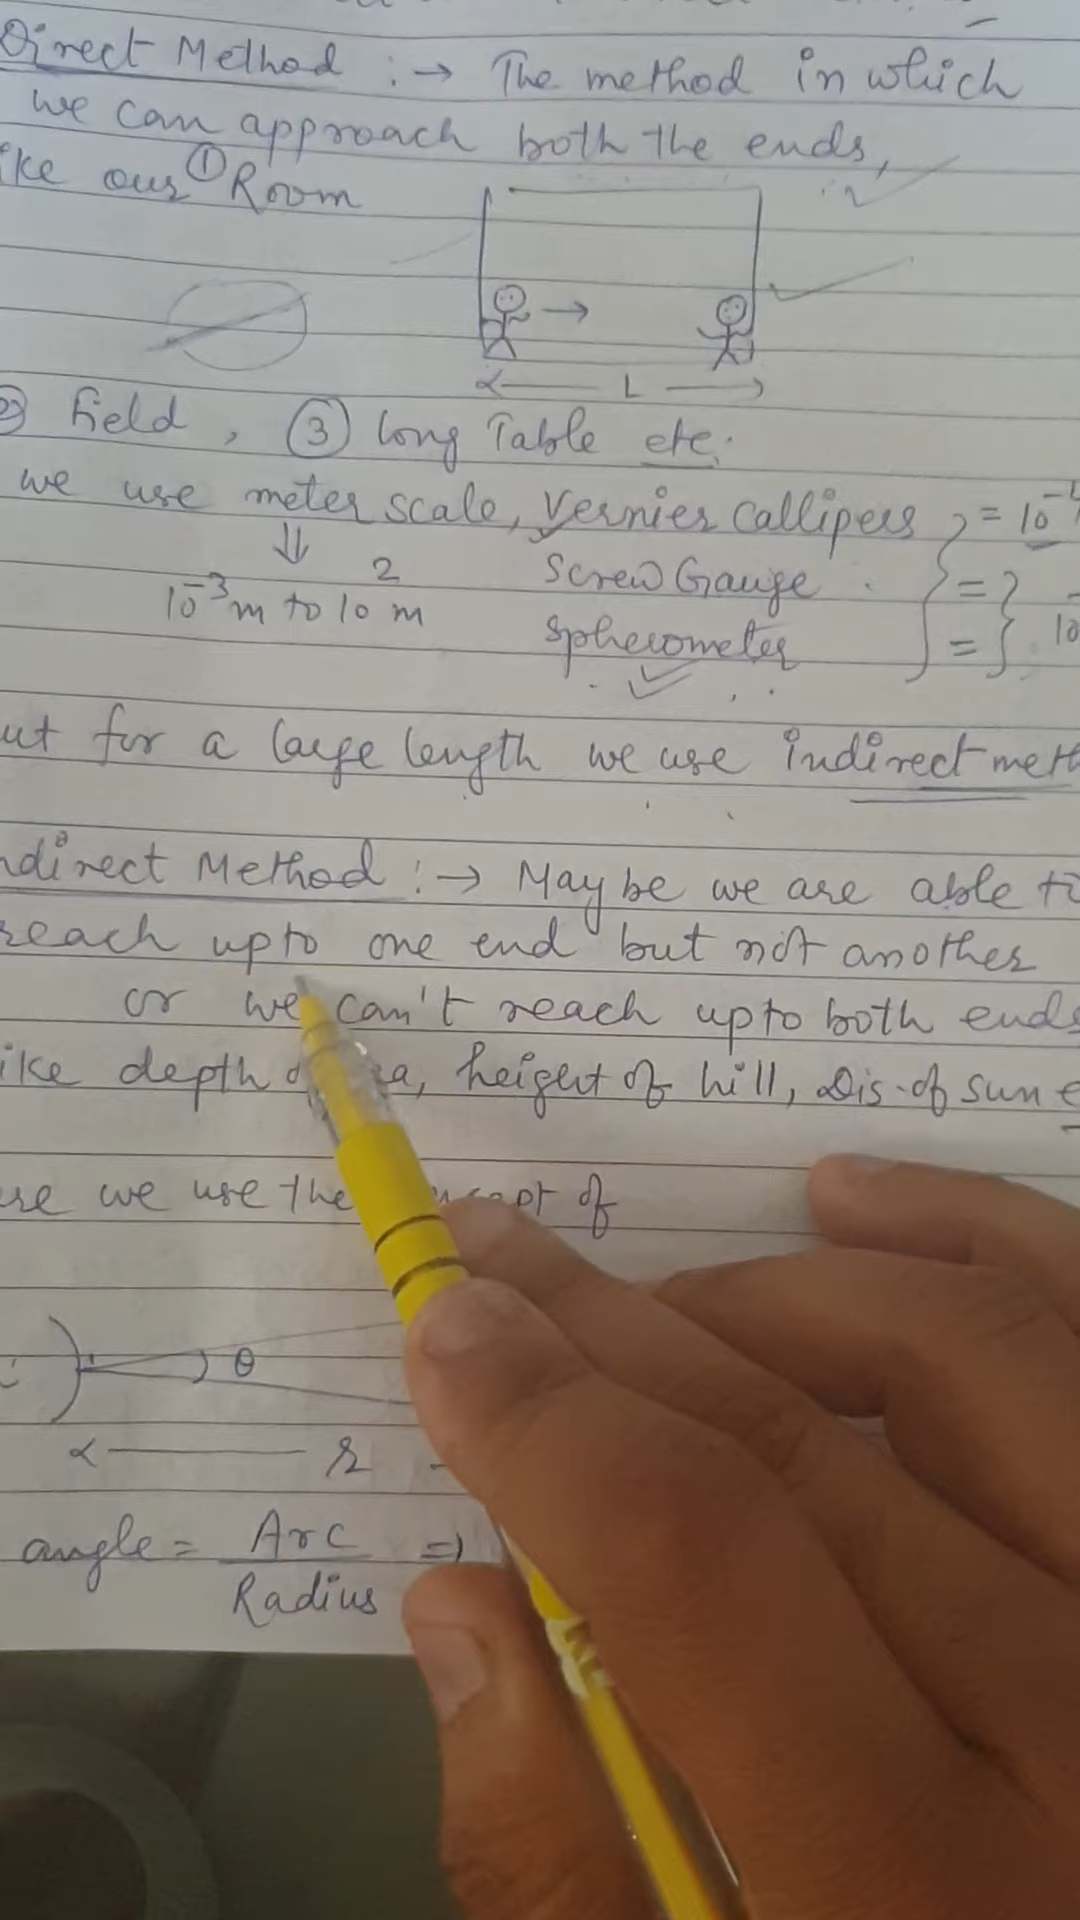 Direct Method :→ The method in which
we can approach both the ends,
ike our ① Room
L
② field, ③ long Table etc.
we use meter scale, Vernier Callipers = 10⁻⁴
⇓ Screw Gauge =
10⁻³m to 10² m Spherometer = 10
ut for a large length we use indirect meth
ndirect Method :→ May be we are able to
reach upto one end but not another
or we can't reach upto both ends
ike depth a, height of hill, Dis. of sun e
re we use the of
θ
r
angle = Arc / Radius ⇒